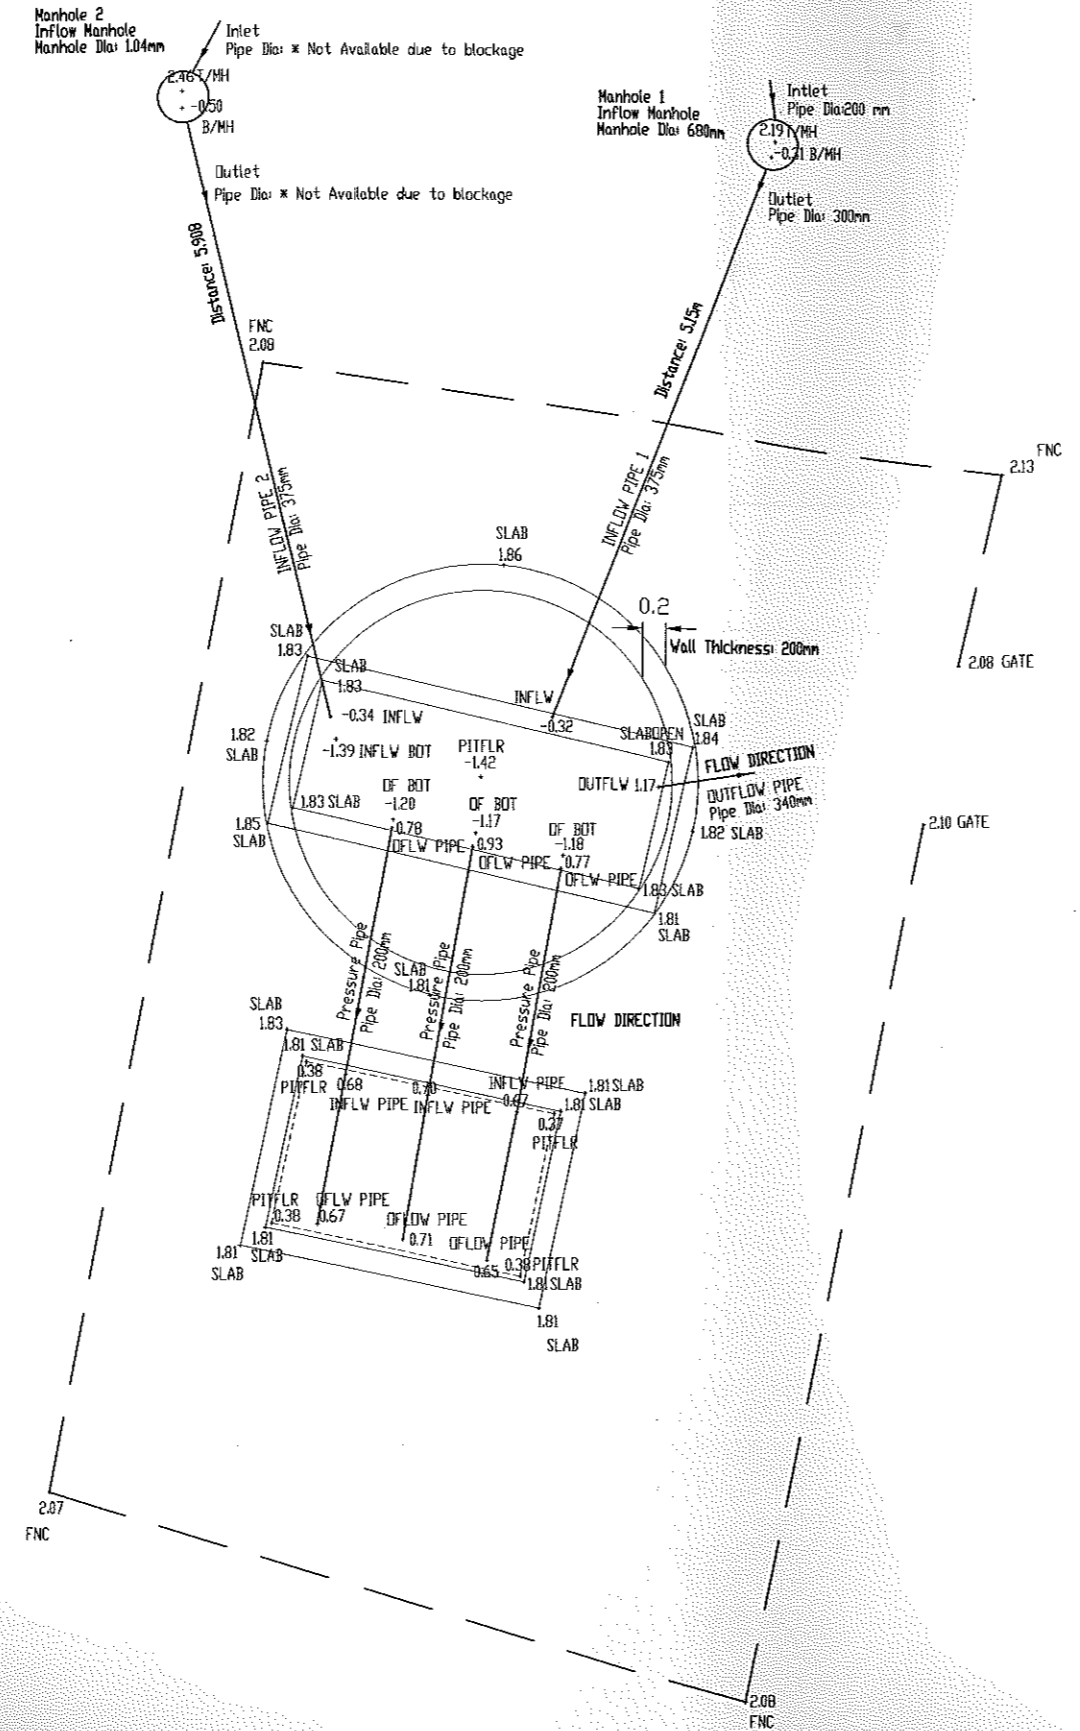 Manhole 2
Inflow Manhole
Manhole Dia: 1.04mm
Inlet
Pipe Dia: * Not Available due to blockage
2.46 T/MH
-0.50
B/MH
Outlet
Pipe Dia: * Not Available due to blockage
Manhole 1
Inflow Manhole
Manhole Dia: 680mm
Intlet
Pipe Dia:200 mm
2.19 T/MH
-0.31 B/MH
Outlet
Pipe Dia: 300mm
Distance: 5.908
Distance: 5.15m
FNC
2.08
FNC
2.13
INFLOW PIPE 2
Pipe Dia: 375mm
INFLOW PIPE 1
Pipe Dia: 375mm
SLAB
1.86
0.2
Wall Thickness: 200mm
2.08 GATE
SLAB
1.83
SLAB
1.83
INFLW
-0.32
-0.34 INFLW
SLAB
1.84
SLABOPEN
1.83
1.82
SLAB
-1.39 INFLW BOT
PITFLR
-1.42
FLOW DIRECTION
OUTFLW 1.17
OUTFLOW PIPE
Pipe Dia: 340mm
OF BOT
-1.20
OF BOT
-1.17
OF BOT
-1.18
1.83 SLAB
1.85
SLAB
0.78
OFLW PIPE
0.93
OFLW PIPE
0.77
OFLW PIPE
1.82 SLAB
2.10 GATE
1.83 SLAB
1.81
SLAB
Pressure Pipe
Pipe Dia: 200mm
Pressure Pipe
Pipe Dia: 200mm
Pressure Pipe
Pipe Dia: 200mm
SLAB
1.81
FLOW DIRECTION
SLAB
1.83
1.81 SLAB
0.38
PITFLR
0.68
INFLW PIPE
0.70
INFLW PIPE
INFLW PIPE
0.67
1.81 SLAB
1.81 SLAB
0.37
PITFLR
PITFLR
0.38
OFLW PIPE
0.67
OFLOW PIPE
0.71
OFLOW PIPE
0.65
0.38 PITFLR
1.81 SLAB
1.81
SLAB
1.81
SLAB
1.81
SLAB
2.07
FNC
2.08
FNC